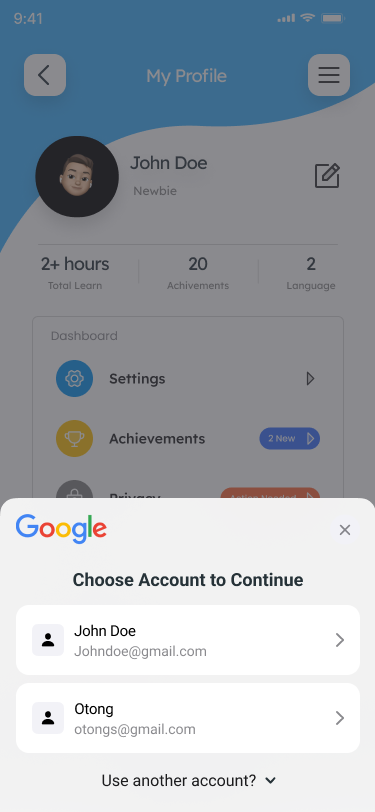 9:41
My Profile
John Doe
Newbie
2+ hours
20
2
Total Learn
Achivements
Language
Dashboard
Settings
Achievements
2 New
Privacy
Action Needed
Google
Choose Account to Continue
John Doe
Johndoe@gmail.com
Otong
otongs@gmail.com
Use another account?